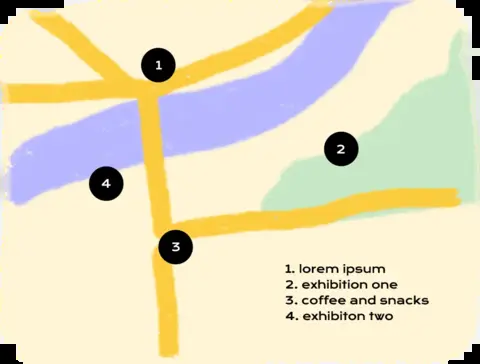 1
2
4
3
1. lorem ipsum
2. exhibition one
3. coffee and snacks
4. exhibiton two